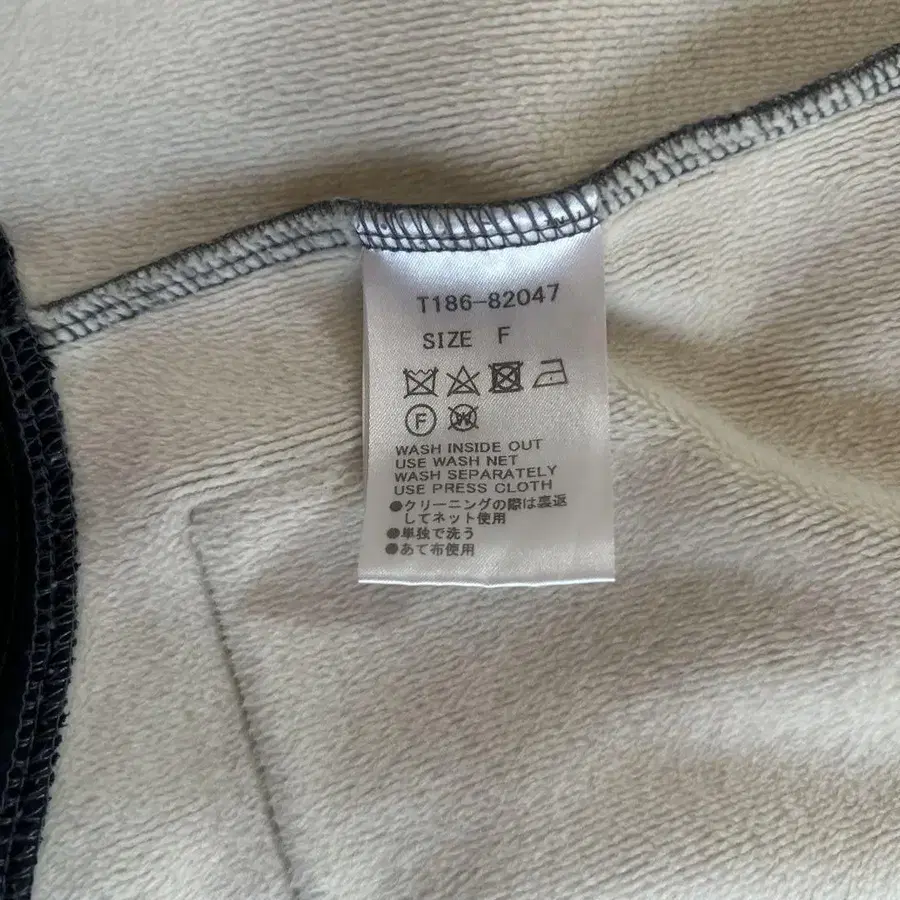 T186-82047
SIZE F
F W
WASH INSIDE OUT
USE WASH NET
WASH SEPARATELY
USE PRESS CLOTH
●クリーニングの際は裏返
してネット使用
●単独で洗う
●あて布使用